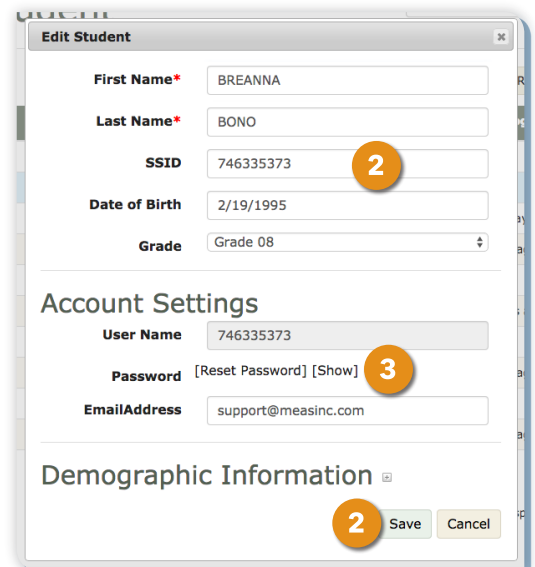 Edit Student
First Name*
BREANNA
Last Name*
BONO
SSID
746335373
2
Date of Birth
2/19/1995
Grade
Grade 08
Account Settings
User Name
746335373
Password
[Reset Password] [Show]
3
EmailAddress
support@measinc.com
Demographic Information
2
Save
Cancel